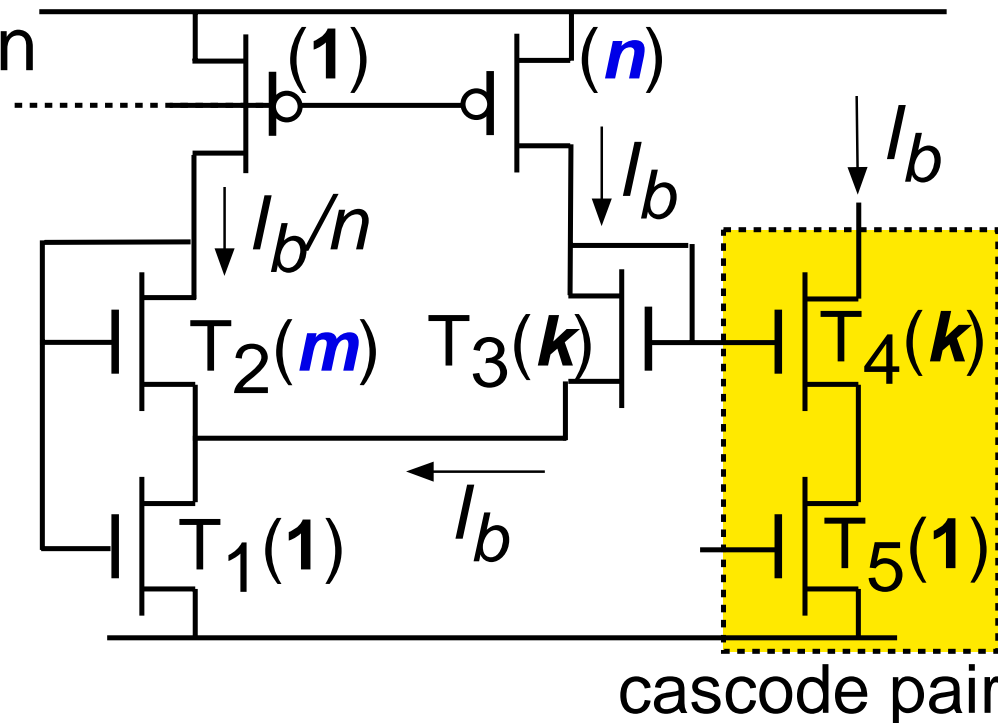 n
(1)
(n)
I_b
I_b
I_b/n
T_2(m)
T_3(k)
T_4(k)
I_b
T_1(1)
T_5(1)
cascode pair